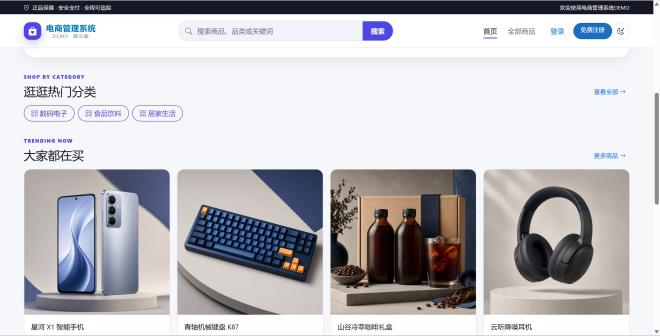 正品保障 · 安全支付 · 全程可追踪
欢迎使用电商管理系统DEMO
电商管理系统
DEMO · 演示版
搜索商品、品类或关键词
搜索
首页
全部商品
登录
免费注册
SHOP BY CATEGORY
逛逛热门分类
查看全部 →
数码电子
食品饮料
居家生活
TRENDING NOW
大家都在买
更多商品 →
星河 X1 智能手机
青轴机械键盘 K87
山谷冷萃咖啡礼盒
云听降噪耳机